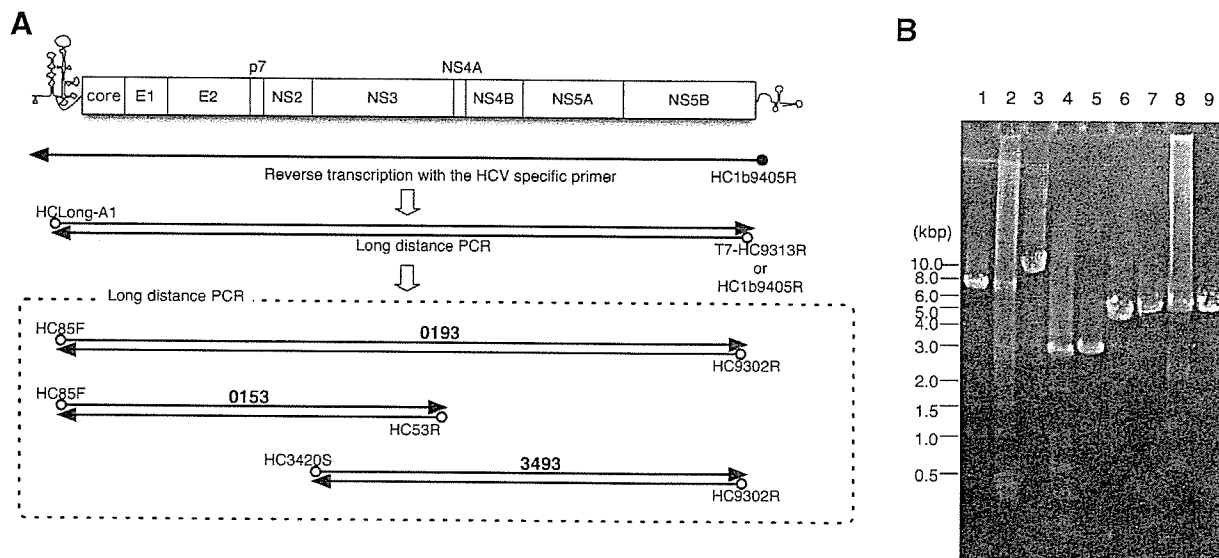 A
p7
NS4A
core E1 E2 NS2 NS3 NS4B NS5A NS5B
HC1b9405R
Reverse transcription with the HCV specific primer
HCLong-A1
Long distance PCR
T7-HC9313R
or
HC1b9405R
Long distance PCR
HC85F
0193
HC9302R
HC85F
0153
HC53R
HC3420S
3493
HC9302R
B
1 2 3 4 5 6 7 8 9
(kbp)
10.0
8.0
6.0
5.0
4.0
3.0
2.0
1.5
1.0
0.5